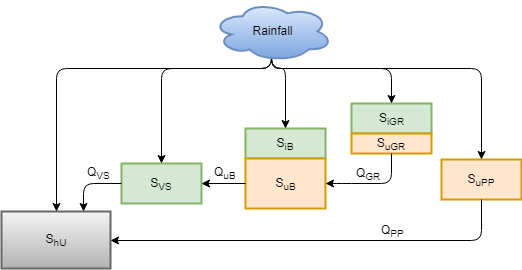 Rainfall
SiGR
SuGR
SiB
QVS
QuB
QGR
SVS
SuB
SuPP
QPP
ShU